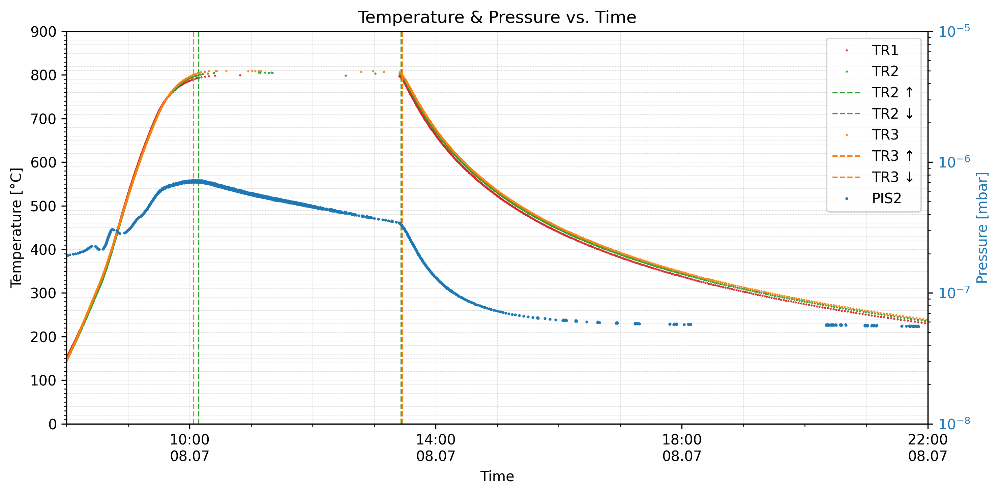 Temperature & Pressure vs. Time
Temperature [°C]
900
800
700
600
500
400
300
200
100
0
10⁻⁵
10⁻⁶
10⁻⁷
10⁻⁸
Pressure [mbar]
TR1
TR2
TR2 ↑
TR2 ↓
TR3
TR3 ↑
TR3 ↓
PIS2
10:00
08.07
14:00
08.07
18:00
08.07
22:00
08.07
Time